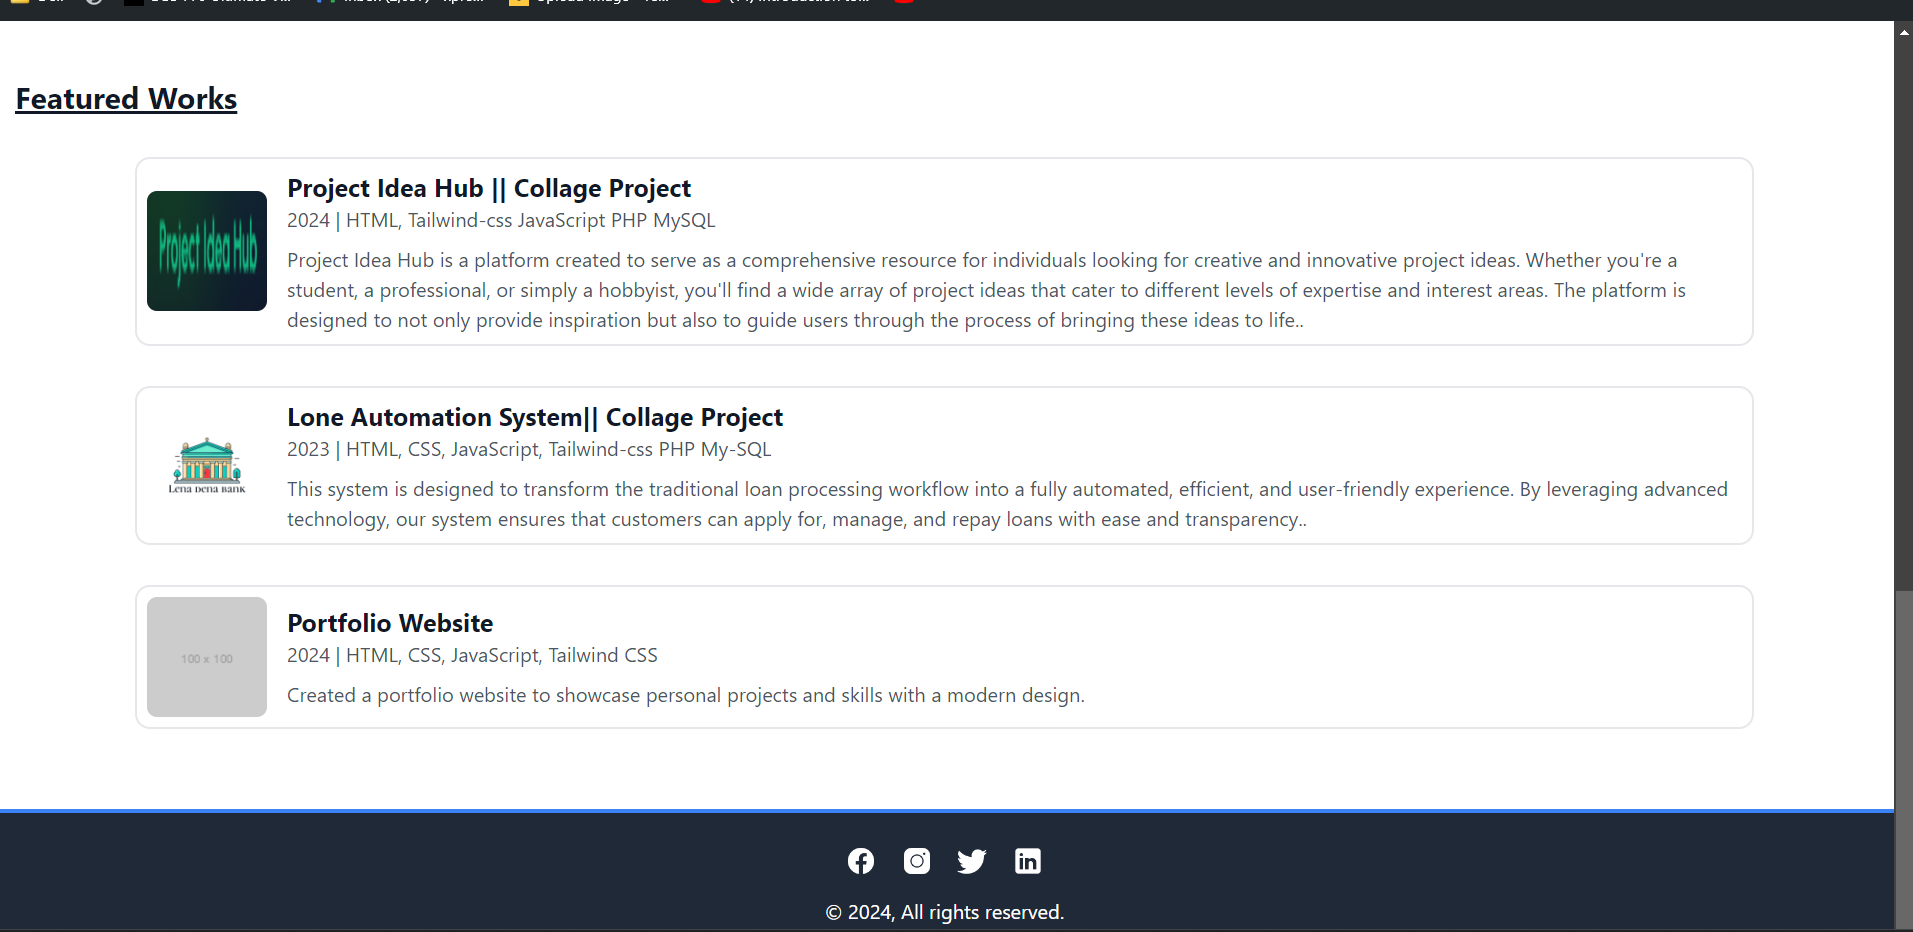 Featured Works
Project Idea Hub
Project Idea Hub || Collage Project
2024 | HTML, Tailwind-css JavaScript PHP MySQL
Project Idea Hub is a platform created to serve as a comprehensive resource for individuals looking for creative and innovative project ideas. Whether you're a
student, a professional, or simply a hobbyist, you'll find a wide array of project ideas that cater to different levels of expertise and interest areas. The platform is
designed to not only provide inspiration but also to guide users through the process of bringing these ideas to life..
LENA DENA BANK
Lone Automation System|| Collage Project
2023 | HTML, CSS, JavaScript, Tailwind-css PHP My-SQL
This system is designed to transform the traditional loan processing workflow into a fully automated, efficient, and user-friendly experience. By leveraging advanced
technology, our system ensures that customers can apply for, manage, and repay loans with ease and transparency..
100 x 100
Portfolio Website
2024 | HTML, CSS, JavaScript, Tailwind CSS
Created a portfolio website to showcase personal projects and skills with a modern design.
© 2024, All rights reserved.